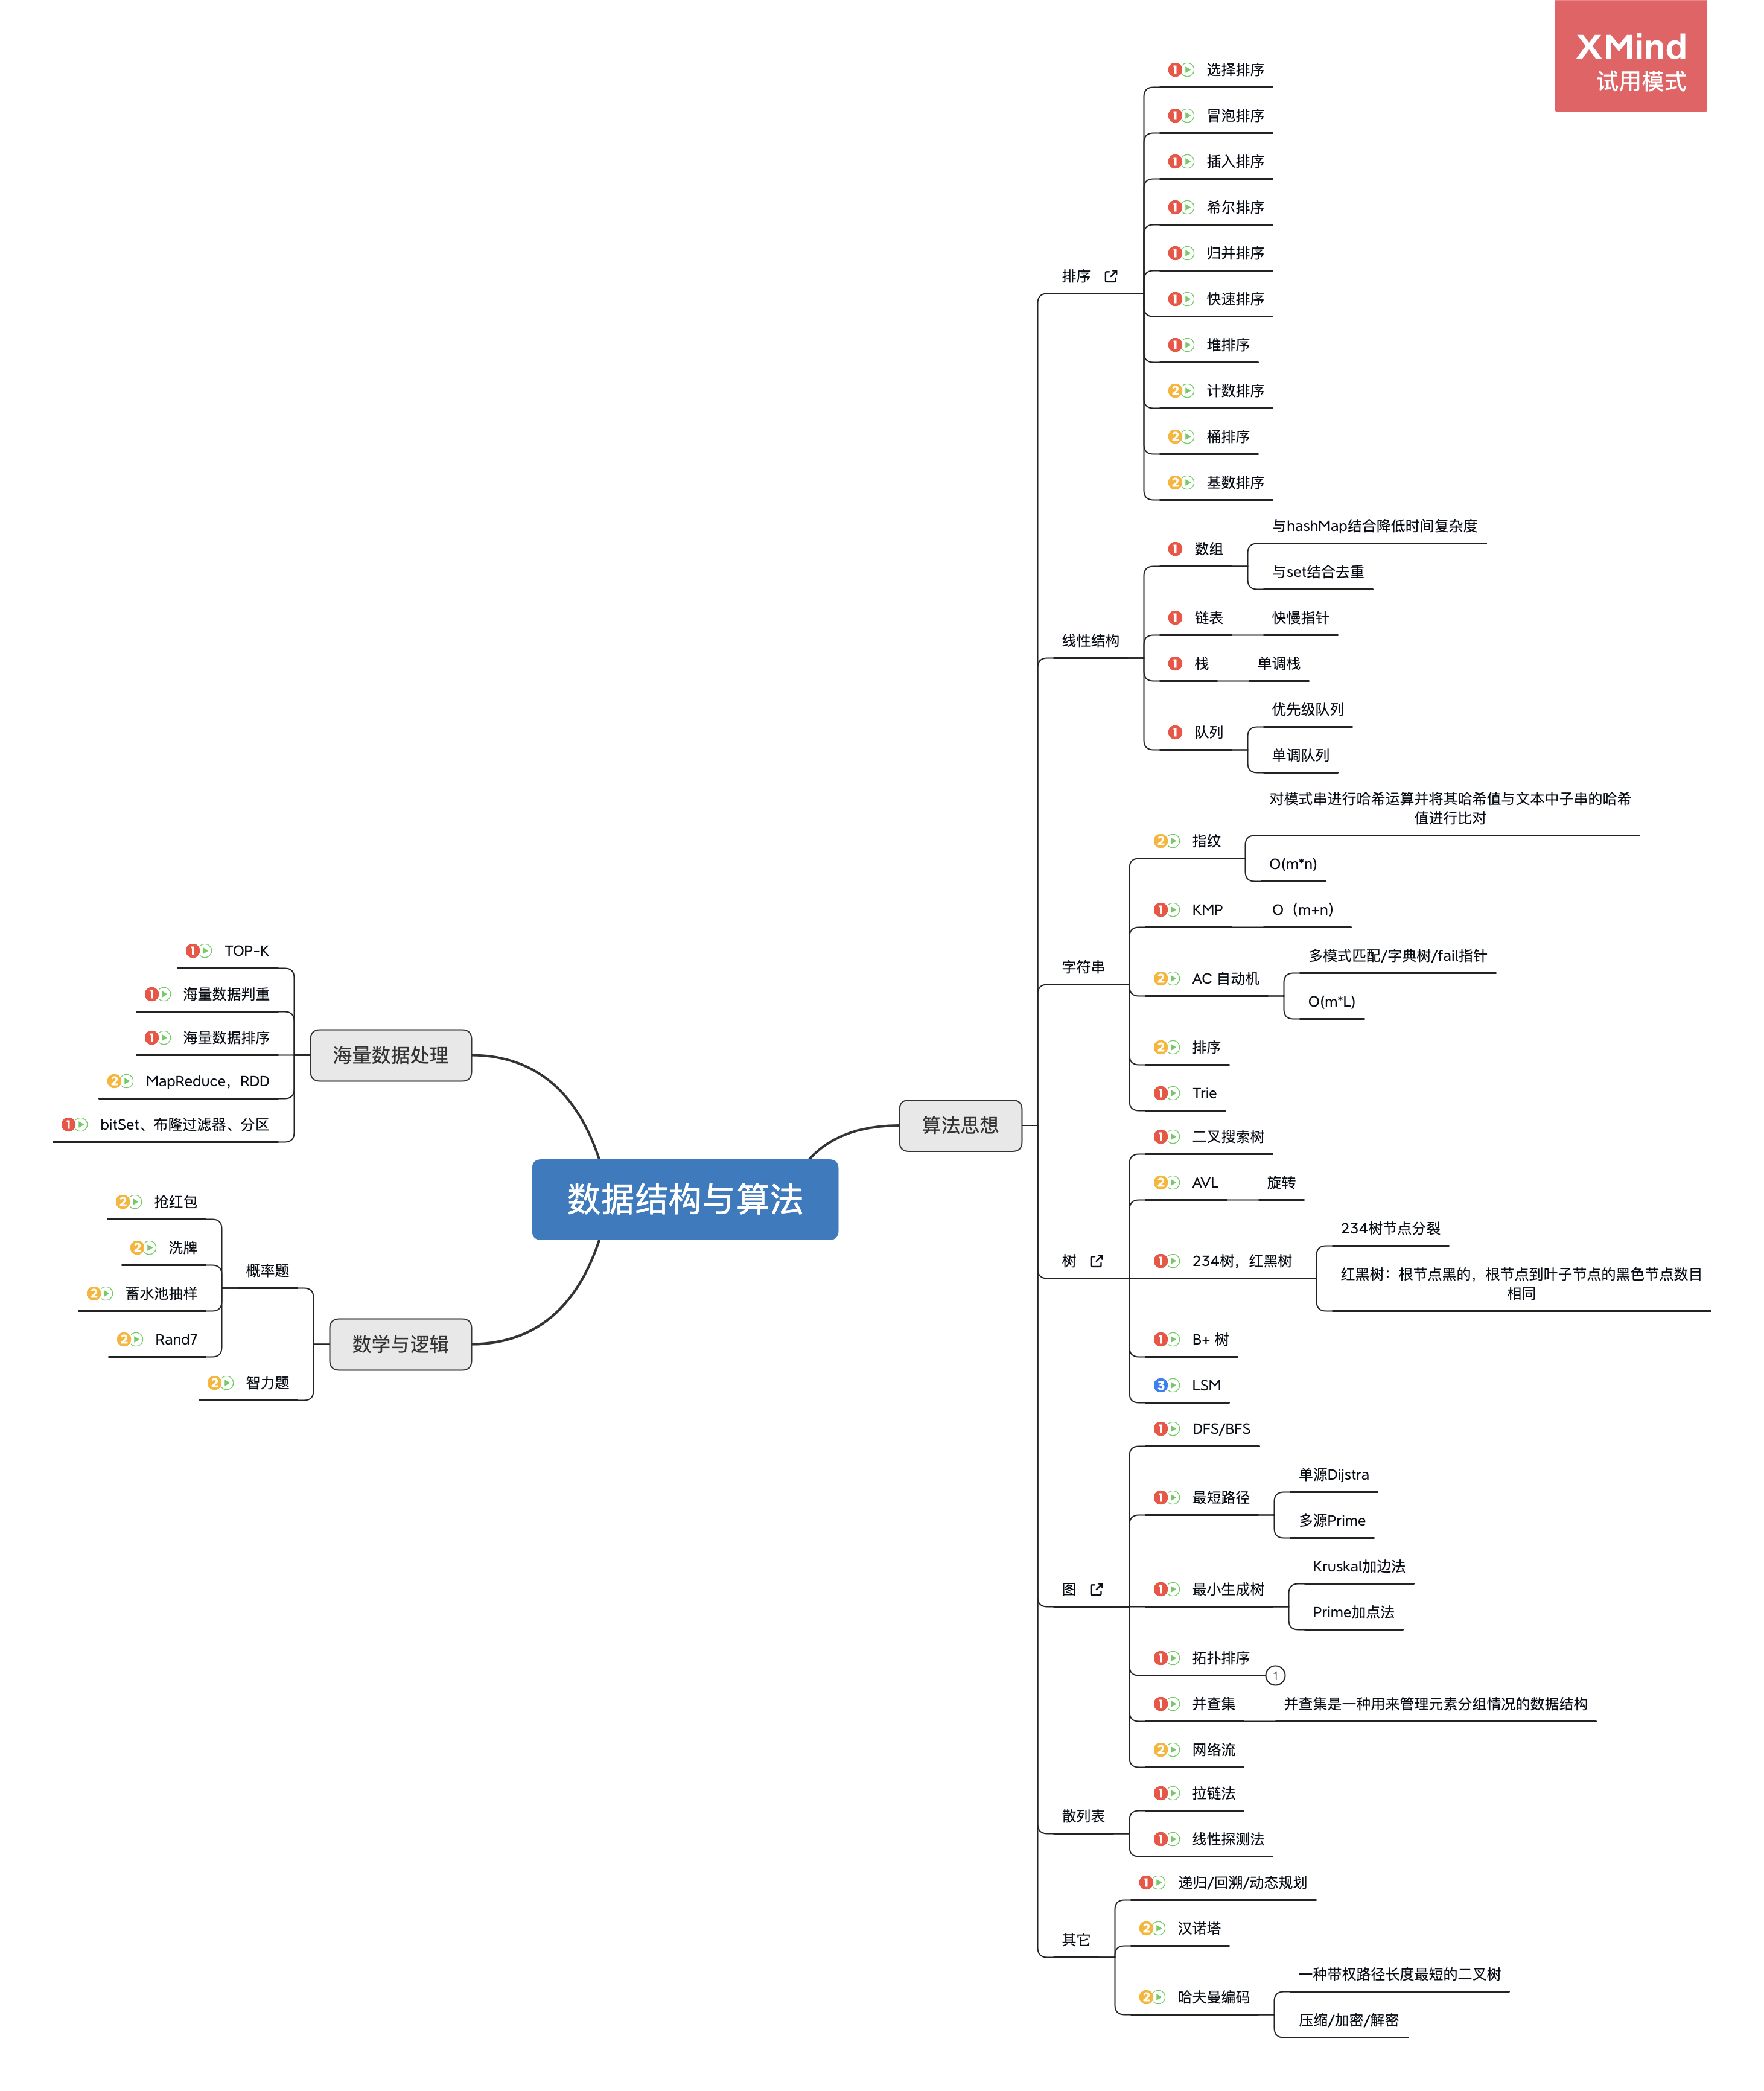 XMind
试用模式
数据结构与算法
算法思想
排序
1 选择排序
1 冒泡排序
1 插入排序
1 希尔排序
1 归并排序
1 快速排序
1 堆排序
2 计数排序
2 桶排序
2 基数排序
线性结构
1 数组
与hashMap结合降低时间复杂度
与set结合去重
1 链表
快慢指针
1 栈
单调栈
1 队列
优先级队列
单调队列
字符串
2 指纹
对模式串进行哈希运算并将其哈希值与文本中子串的哈希
值进行比对
O(m*n)
1 KMP
O（m+n）
2 AC 自动机
多模式匹配/字典树/fail指针
O(m*L)
2 排序
1 Trie
树
1 二叉搜索树
2 AVL
旋转
1 234树，红黑树
234树节点分裂
红黑树：根节点黑的，根节点到叶子节点的黑色节点数目
相同
1 B+ 树
3 LSM
图
1 DFS/BFS
1 最短路径
单源Dijstra
多源Prime
1 最小生成树
Kruskal加边法
Prime加点法
1 拓扑排序
1
1 并查集
并查集是一种用来管理元素分组情况的数据结构
2 网络流
散列表
1 拉链法
1 线性探测法
其它
1 递归/回溯/动态规划
2 汉诺塔
2 哈夫曼编码
一种带权路径长度最短的二叉树
压缩/加密/解密
海量数据处理
1 TOP-K
1 海量数据判重
1 海量数据排序
2 MapReduce，RDD
1 bitSet、布隆过滤器、分区
数学与逻辑
概率题
2 抢红包
2 洗牌
2 蓄水池抽样
2 Rand7
2 智力题